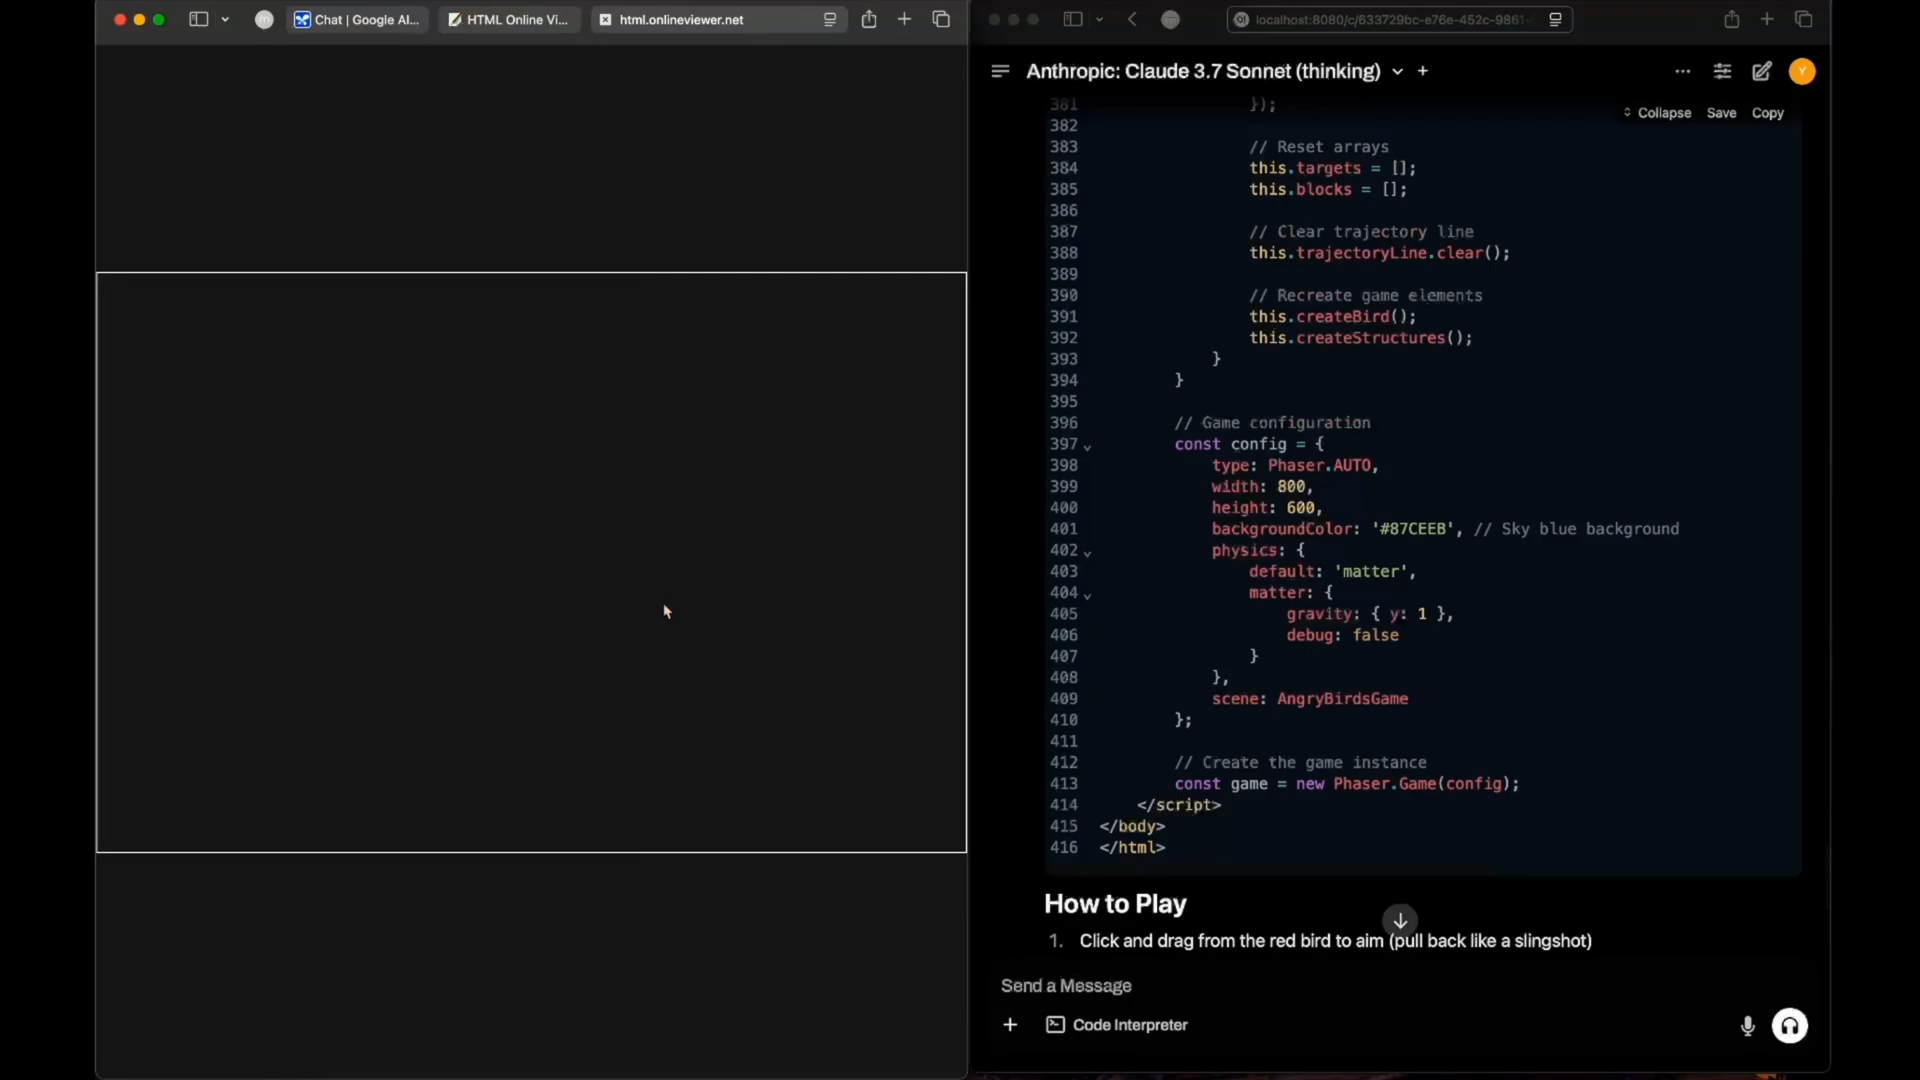 Chat | Google AI...
HTML Online Vi...
html.onlineviewer.net
localhost:8080/c/633729bc-e76e-452c-9861-
Anthropic: Claude 3.7 Sonnet (thinking)
Y
Collapse Save Copy
381 });
382
383 // Reset arrays
384 this.targets = [];
385 this.blocks = [];
386
387 // Clear trajectory line
388 this.trajectoryLine.clear();
389
390 // Recreate game elements
391 this.createBird();
392 this.createStructures();
393 }
394 }
395
396 // Game configuration
397 const config = {
398 type: Phaser.AUTO,
399 width: 800,
400 height: 600,
401 backgroundColor: '#87CEEB', // Sky blue background
402 physics: {
403 default: 'matter',
404 matter: {
405 gravity: { y: 1 },
406 debug: false
407 }
408 },
409 scene: AngryBirdsGame
410 };
411
412 // Create the game instance
413 const game = new Phaser.Game(config);
414 </script>
415 </body>
416 </html>
How to Play
1. Click and drag from the red bird to aim (pull back like a slingshot)
Send a Message
Code Interpreter